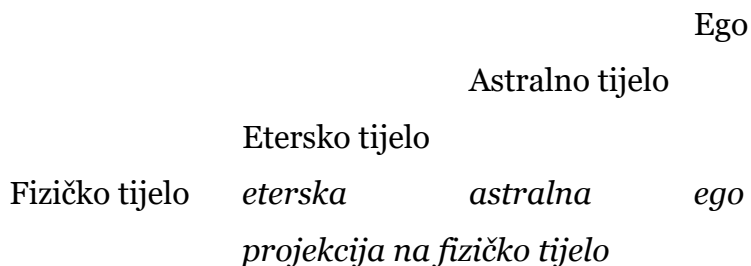 Ego
Astralno tijelo
Etersko tijelo
Fizičko tijelo eterska astralna ego
projekcija na fizičko tijelo